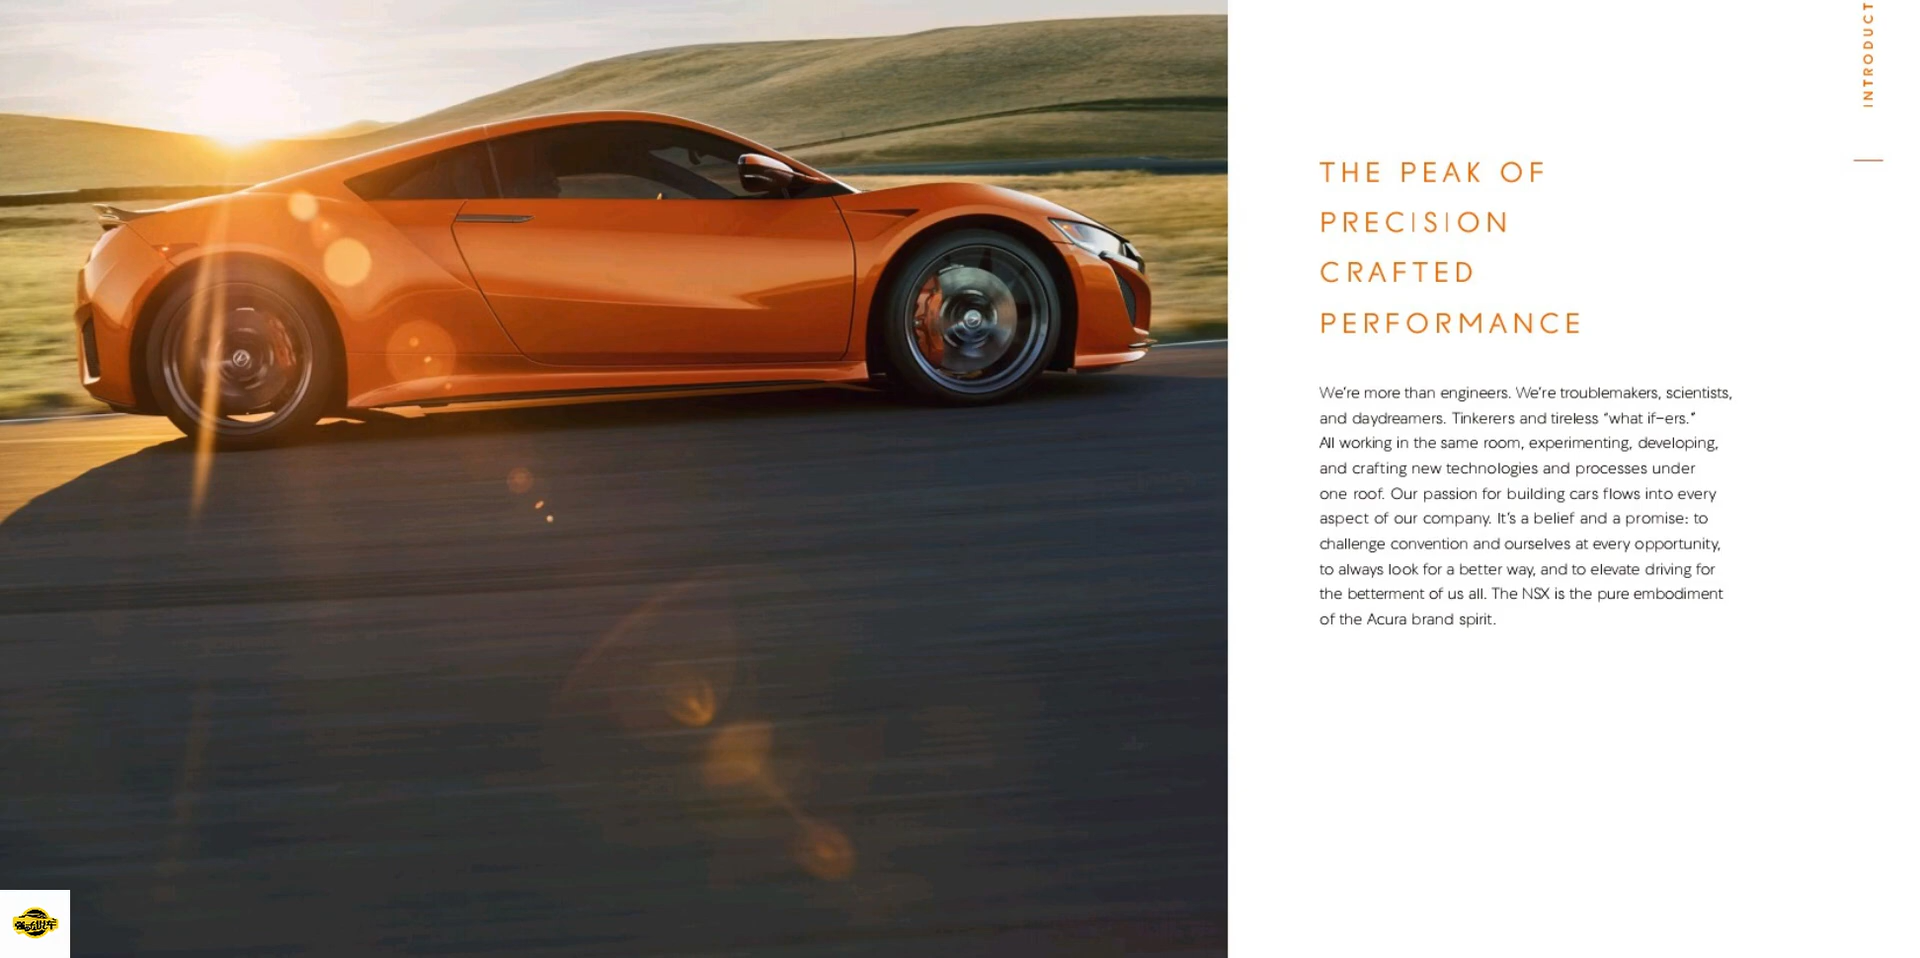 INTRODUCT
THE PEAK OF
PRECISION
CRAFTED
PERFORMANCE
We’re more than engineers. We’re troublemakers, scientists,
and daydreamers. Tinkerers and tireless “what if–ers.”
All working in the same room, experimenting, developing,
and crafting new technologies and processes under
one roof. Our passion for building cars flows into every
aspect of our company. It’s a belief and a promise: to
challenge convention and ourselves at every opportunity,
to always look for a better way, and to elevate driving for
the betterment of us all. The NSX is the pure embodiment
of the Acura brand spirit.